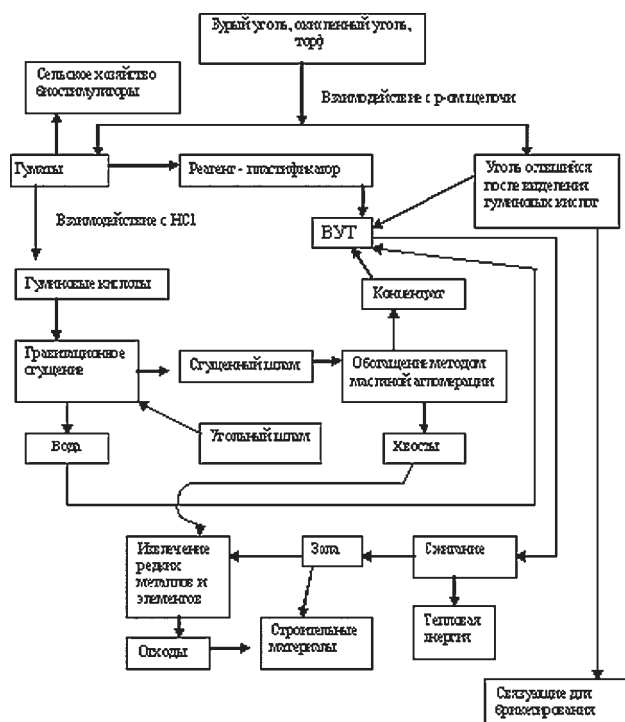 Бурый уголь, окисленный уголь,
торф
Сельское хозяйство
биостимуляторы
Взаимодействие с р-ом щелочи
Гуматы
Реагент - пластификатор
Уголь оставшийся
после выделения
гуминовых кислот
Взаимодействие с HCl
ВУТ
Гуминовые кислоты
Концентрат
Гравитационное
сгущение
Сгущенный шлам
Обогащение методом
масляной агломерации
Вода
Угольный шлам
Хвосты
Извлечение
редких
металлов и
элементов
Зола
Сжигание
Отходы
Строительные
материалы
Тепловая
энергия
Связующие для
брикетирования